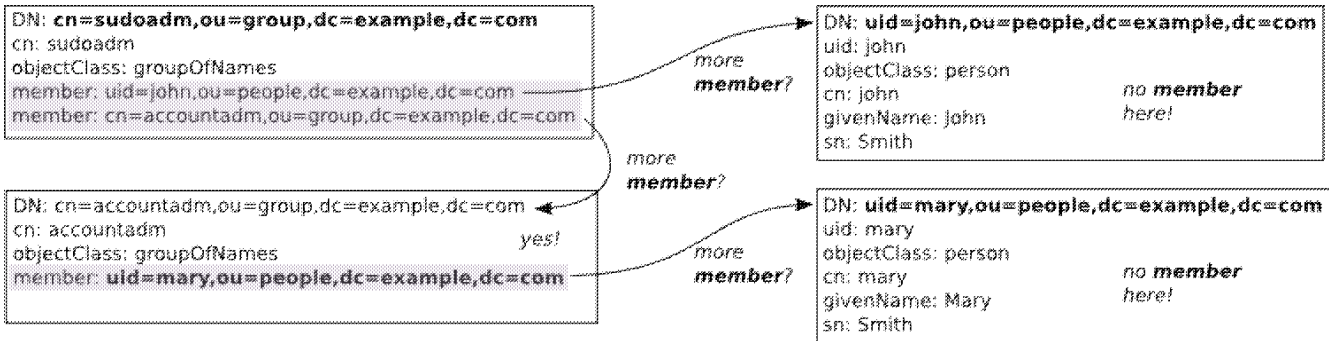 DN: cn=sudoadm,ou=group,dc=example,dc=com
cn: sudoadm
objectClass: groupOfNames
member: uid=john,ou=people,dc=example,dc=com
member: cn=accountadm,ou=group,dc=example,dc=com
more
member?
DN: uid=john,ou=people,dc=example,dc=com
uid: john
objectClass: person
cn: john
givenName: John
sn: Smith
no member
here!
more
member?
DN: cn=accountadm,ou=group,dc=example,dc=com
cn: accountadm
objectClass: groupOfNames
member: uid=mary,ou=people,dc=example,dc=com
yes!
more
member?
DN: uid=mary,ou=people,dc=example,dc=com
uid: mary
objectClass: person
cn: mary
givenName: Mary
sn: Smith
no member
here!